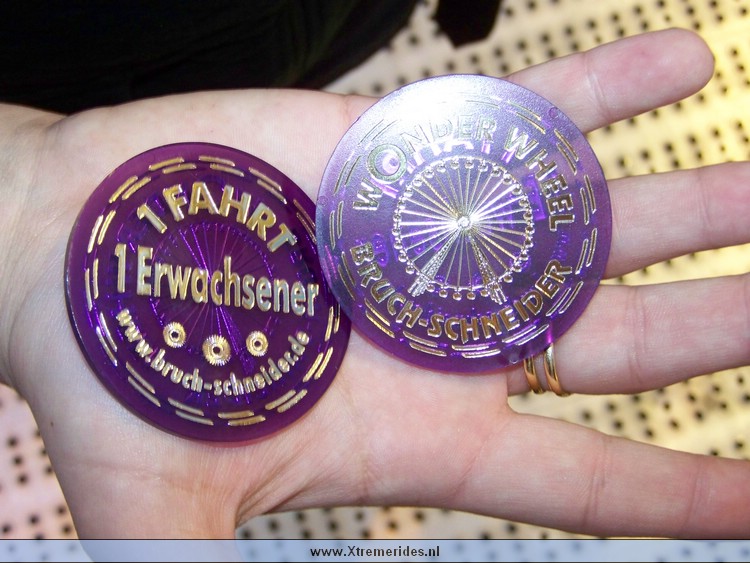 1 FAHRT
1 Erwachsener
www.bruch-schneider.de
WONDER WHEEL
BRUCH-SCHNEIDER
www.Xtremerides.nl